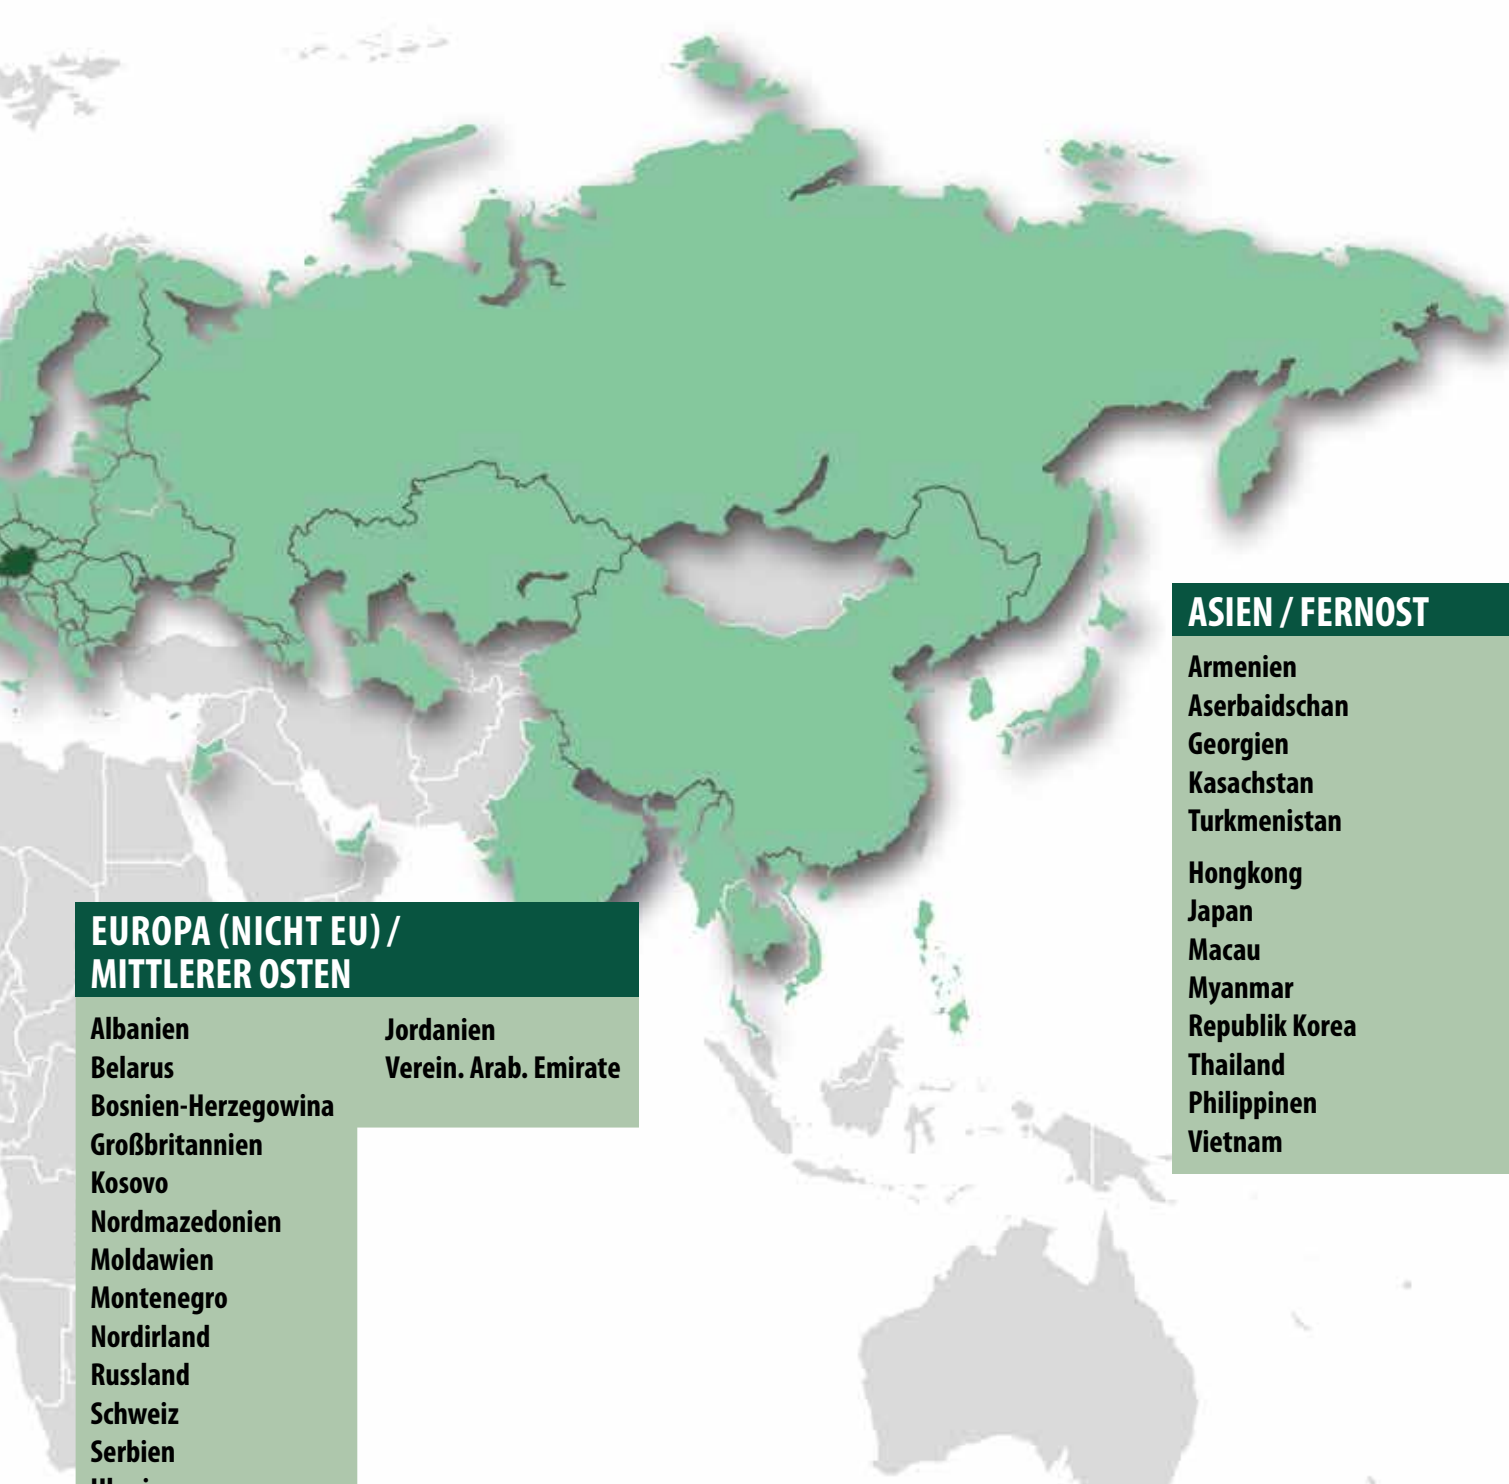 ASIEN / FERNOST
Armenien
Aserbaidschan
Georgien
Kasachstan
Turkmenistan
Hongkong
Japan
Macau
Myanmar
Republik Korea
Thailand
Philippinen
Vietnam
EUROPA (NICHT EU) /
MITTLERER OSTEN
Albanien
Belarus
Bosnien-Herzegowina
Großbritannien
Kosovo
Nordmazedonien
Moldawien
Montenegro
Nordirland
Russland
Schweiz
Serbien
Jordanien
Verein. Arab. Emirate